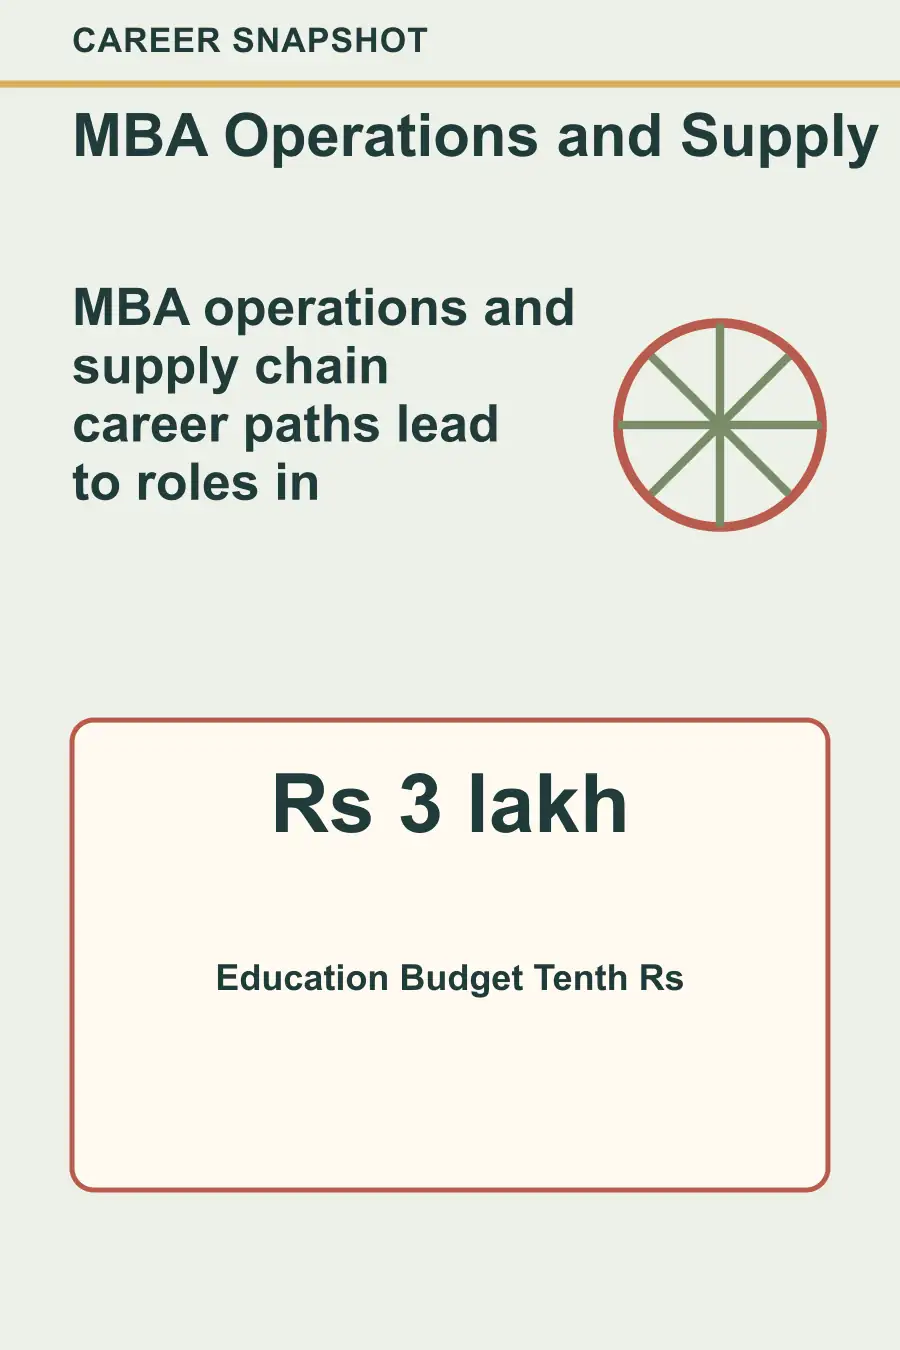 CAREER SNAPSHOT
MBA Operations and Supply
MBA operations and
supply chain
career paths lead
to roles in
Rs 3 lakh
Education Budget Tenth Rs